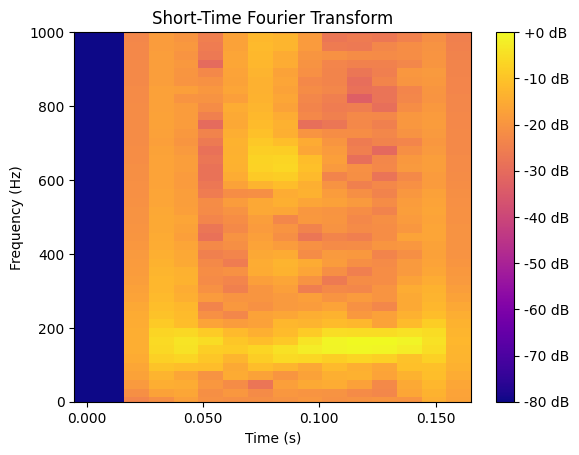 Short-Time Fourier Transform
1000
800
600
400
200
0
Frequency (Hz)
0.000
0.050
0.100
0.150
Time (s)
+0 dB
-10 dB
-20 dB
-30 dB
-40 dB
-50 dB
-60 dB
-70 dB
-80 dB